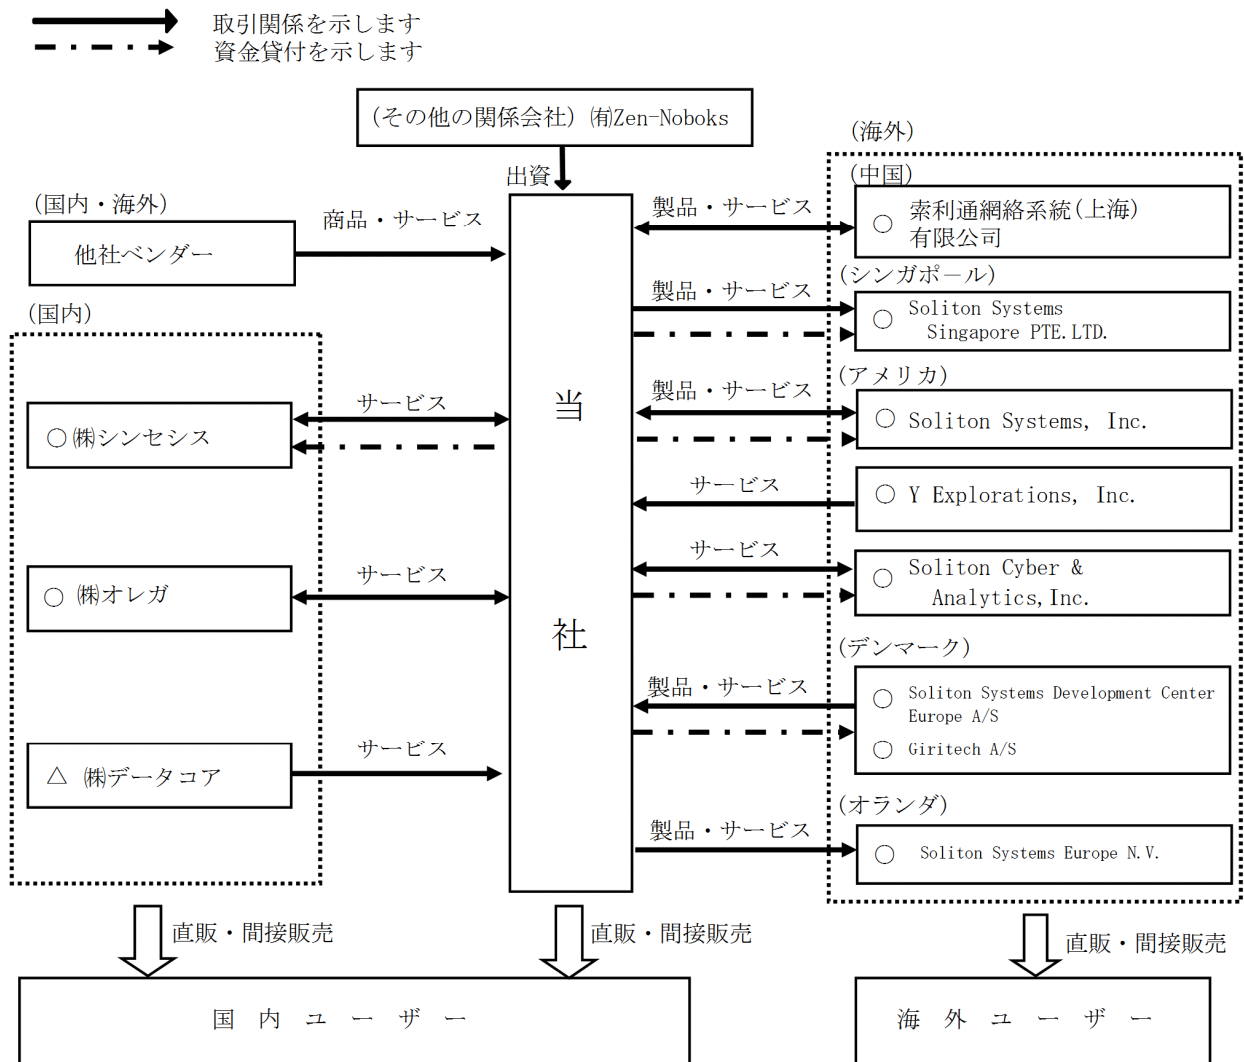 取引関係を示します
資金貸付を示します
(その他の関係会社) ㈲Zen-Noboks
出資
(国内・海外)
他社ベンダー
商品・サービス
(国内)
サービス
○㈱シンセシス
サービス
○ ㈱オレガ
サービス
△ ㈱データコア
当
社
(海外)
(中国)
製品・サービス
○ 索利通網絡系統(上海)
有限公司
(シンガポール)
製品・サービス
○ Soliton Systems
Singapore PTE.LTD.
(アメリカ)
製品・サービス
○ Soliton Systems, Inc.
サービス
○ Y Explorations, Inc.
サービス
○ Soliton Cyber &
Analytics,Inc.
(デンマーク)
製品・サービス
○ Soliton Systems Development Center
Europe A/S
○ Giritech A/S
(オランダ)
製品・サービス
○ Soliton Systems Europe N.V.
直販・間接販売
直販・間接販売
直販・間接販売
国 内 ユ ー ザ ー
海 外 ユ ー ザ ー